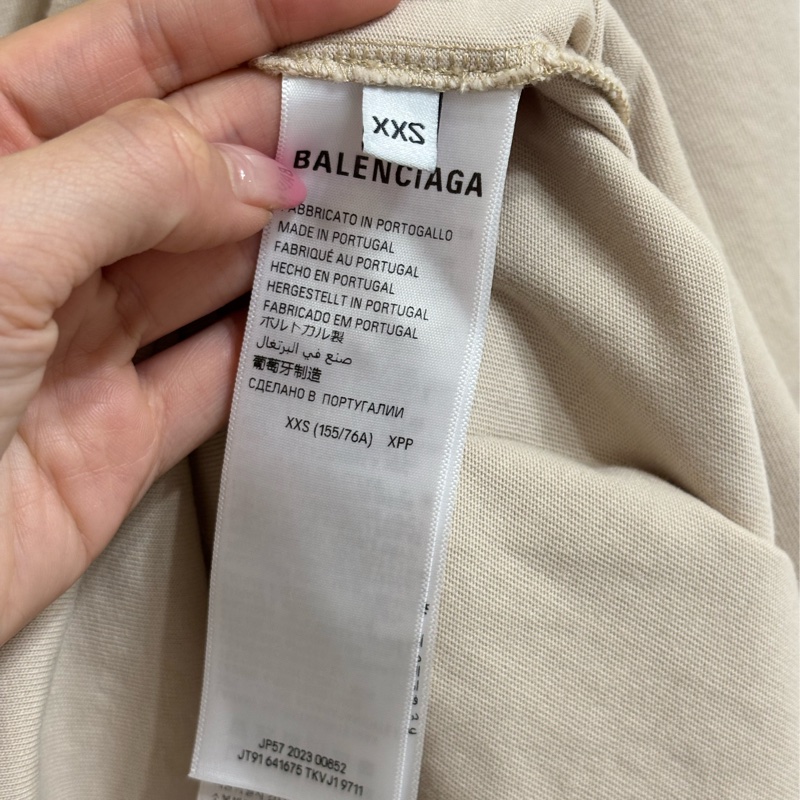 XXS
BALENCIAGA
FABBRICATO IN PORTOGALLO
MADE IN PORTUGAL
FABRIQUÉ AU PORTUGAL
HECHO EN PORTUGAL
HERGESTELLT IN PORTUGAL
FABRICADO EM PORTUGAL
ポルトガル製
صنع في البرتغال
葡萄牙制造
СДЕЛАНО В ПОРТУГАЛИИ
XXS (155/76A) XPP
JP57 2023 00852
JT91 641675 TKVJ1 9711